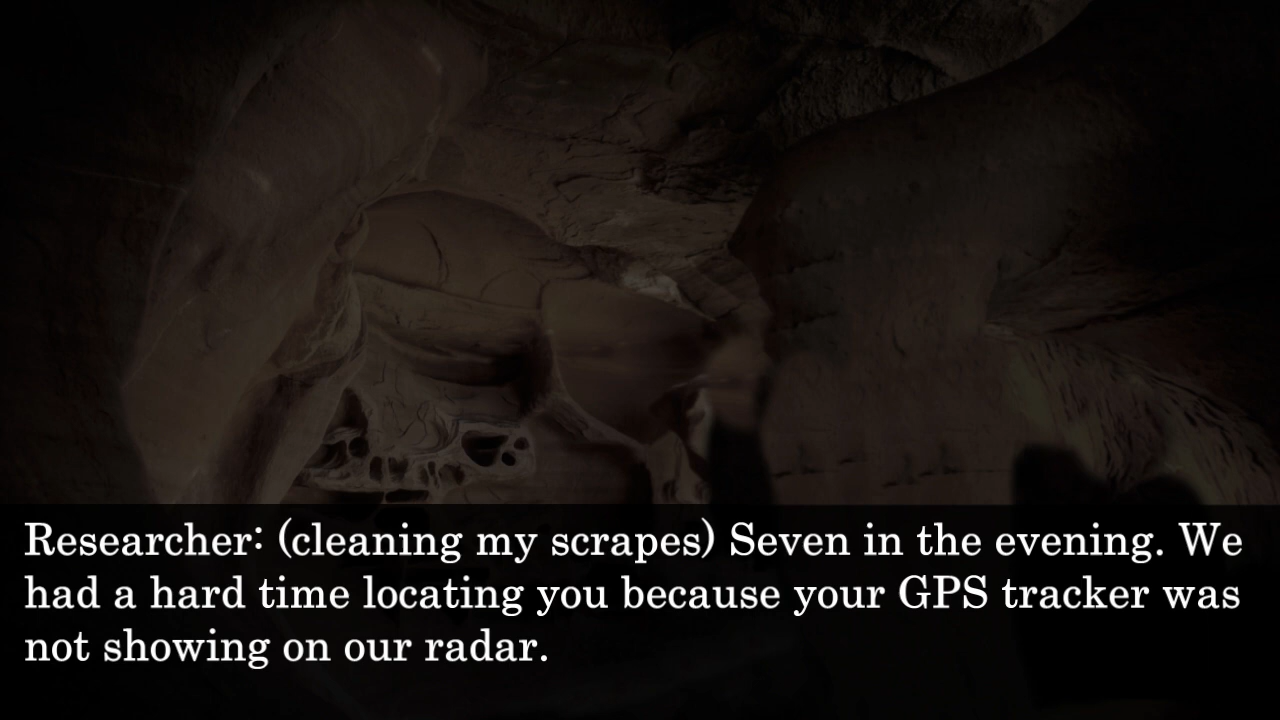 Researcher: (cleaning my scrapes) Seven in the evening. We
had a hard time locating you because your GPS tracker was
not showing on our radar.